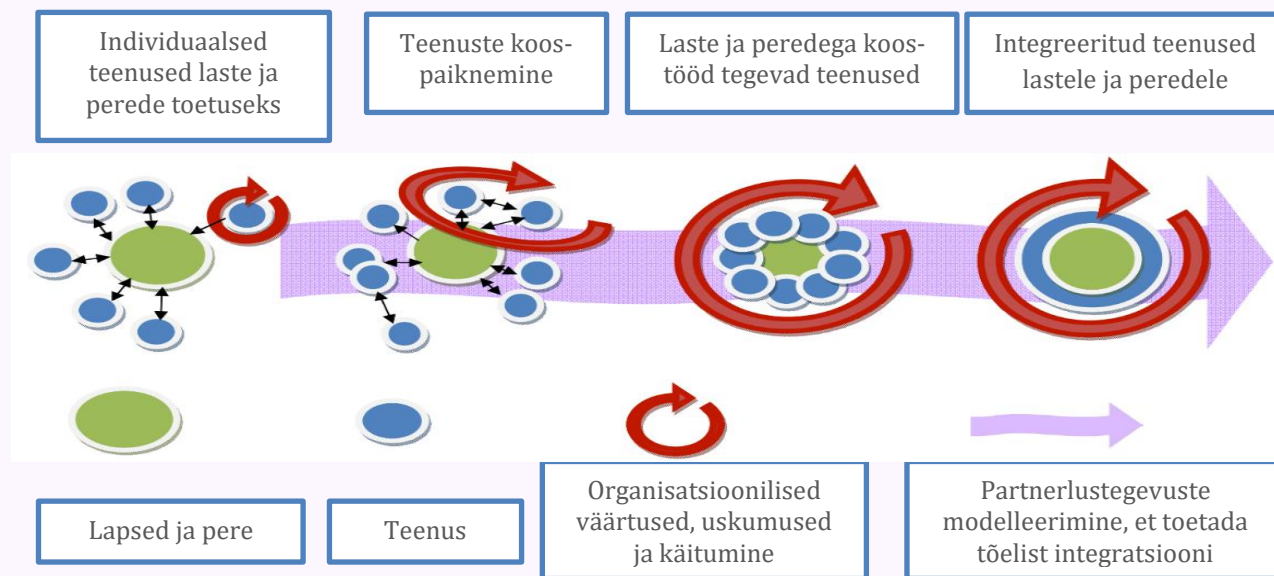 Individuaalsed
teenused laste ja
perede toetuseks
Teenuste koos-
paiknemine
Laste ja peredega koos-
tööd tegevad teenused
Integreeritud teenused
lastele ja peredele
Lapsed ja pere
Teenus
Organisatsioonilised
väärtused, uskumused
ja käitumine
Partnerlustegevuste
modelleerimine, et toetada
tõelist integratsiooni